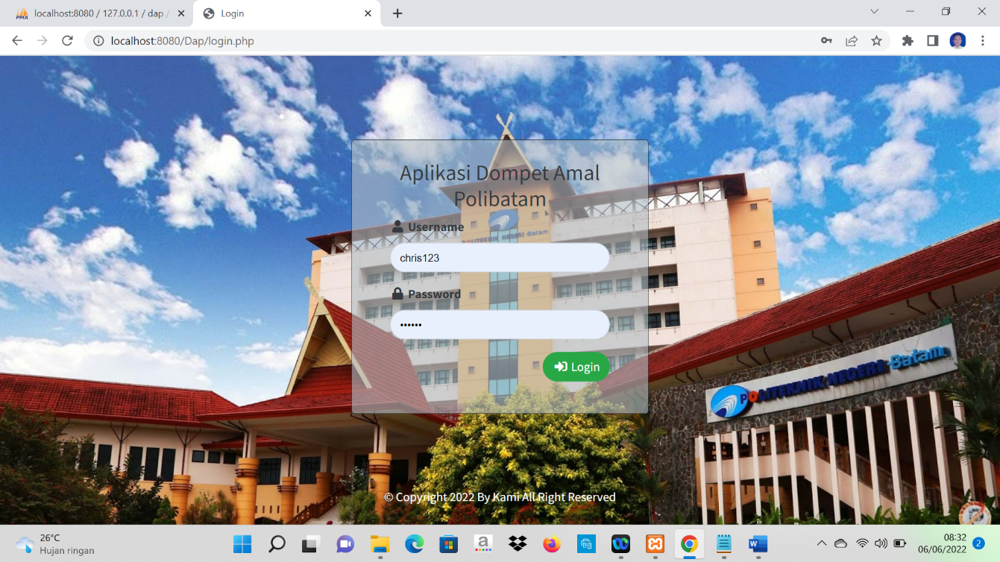 PMA
localhost:8080 / 127.0.0.1 / dap /
Login
localhost:8080/Dap/login.php
Aplikasi Dompet Amal
Polibatam
Username
POLITEKNIK NEGERI Batam
chris123
Password
••••••
Login
POLITEKNIK NEGERI Batam
© Copyright 2022 By Kami All Right Reserved
26°C
Hujan ringan
a
W
08:32
06/06/2022
2